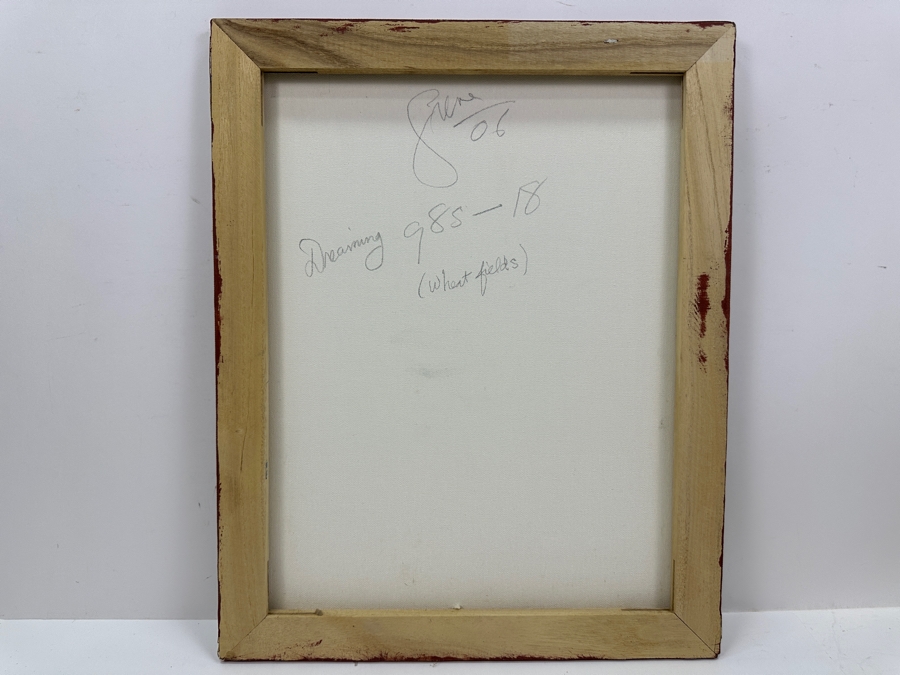 06
Dreaming 985-18
(Wheat fields)